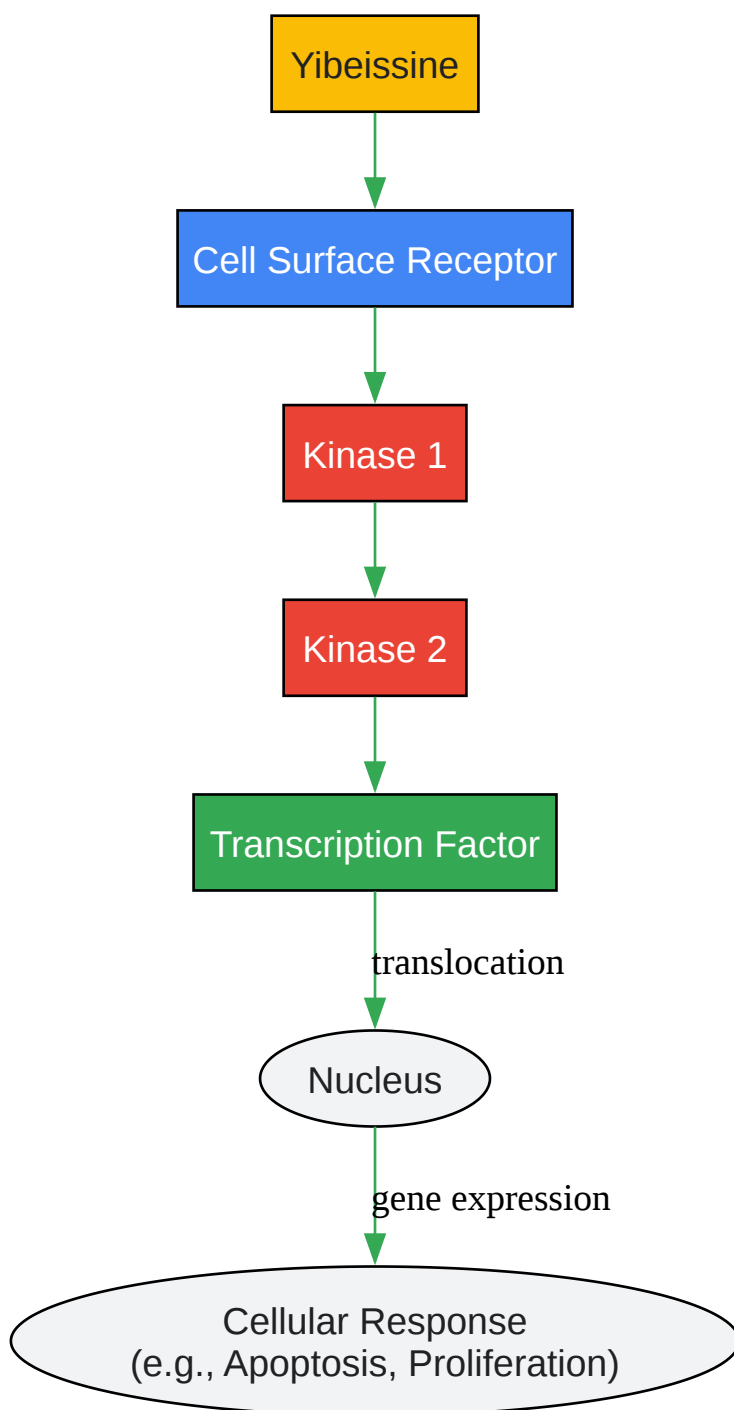 Yibeissine
Cell Surface Receptor
Kinase 1
Kinase 2
Transcription Factor
translocation
Nucleus
gene expression
Cellular Response
(e.g., Apoptosis, Proliferation)